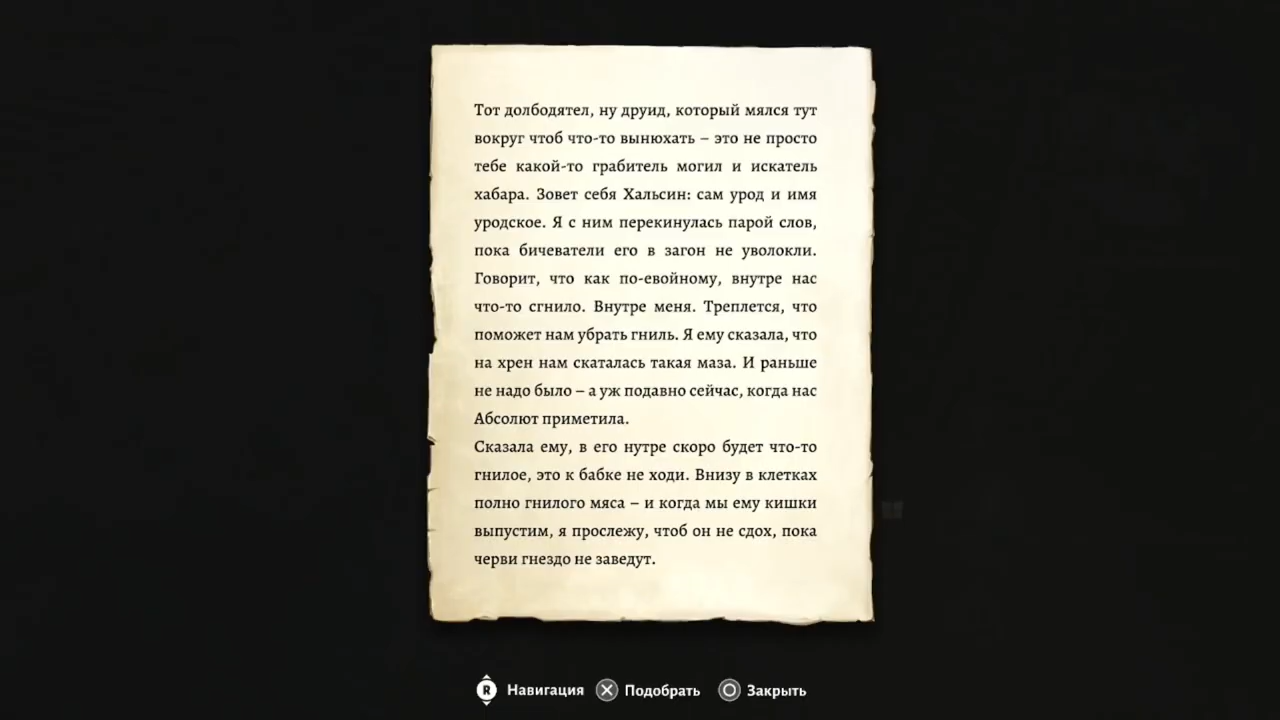 Тот долбодятел, ну друид, который мялся тут
вокруг чтоб что-то вынюхать – это не просто
тебе какой-то грабитель могил и искатель
хабара. Зовет себя Хальсин: сам урод и имя
уродское. Я с ним перекинулась парой слов,
пока бичеватели его в загон не уволокли.
Говорит, что как по-евойному, внутре нас
что-то сгнило. Внутре меня. Треплется, что
поможет нам убрать гниль. Я ему сказала, что
на хрен нам скаталась такая маза. И раньше
не надо было – а уж подавно сейчас, когда нас
Абсолют приметила.
Сказала ему, в его нутре скоро будет что-то
гнилое, это к бабке не ходи. Внизу в клетках
полно гнилого мяса – и когда мы ему кишки
выпустим, я прослежу, чтоб он не сдох, пока
черви гнездо не заведут.
R Навигация Подобрать Закрыть